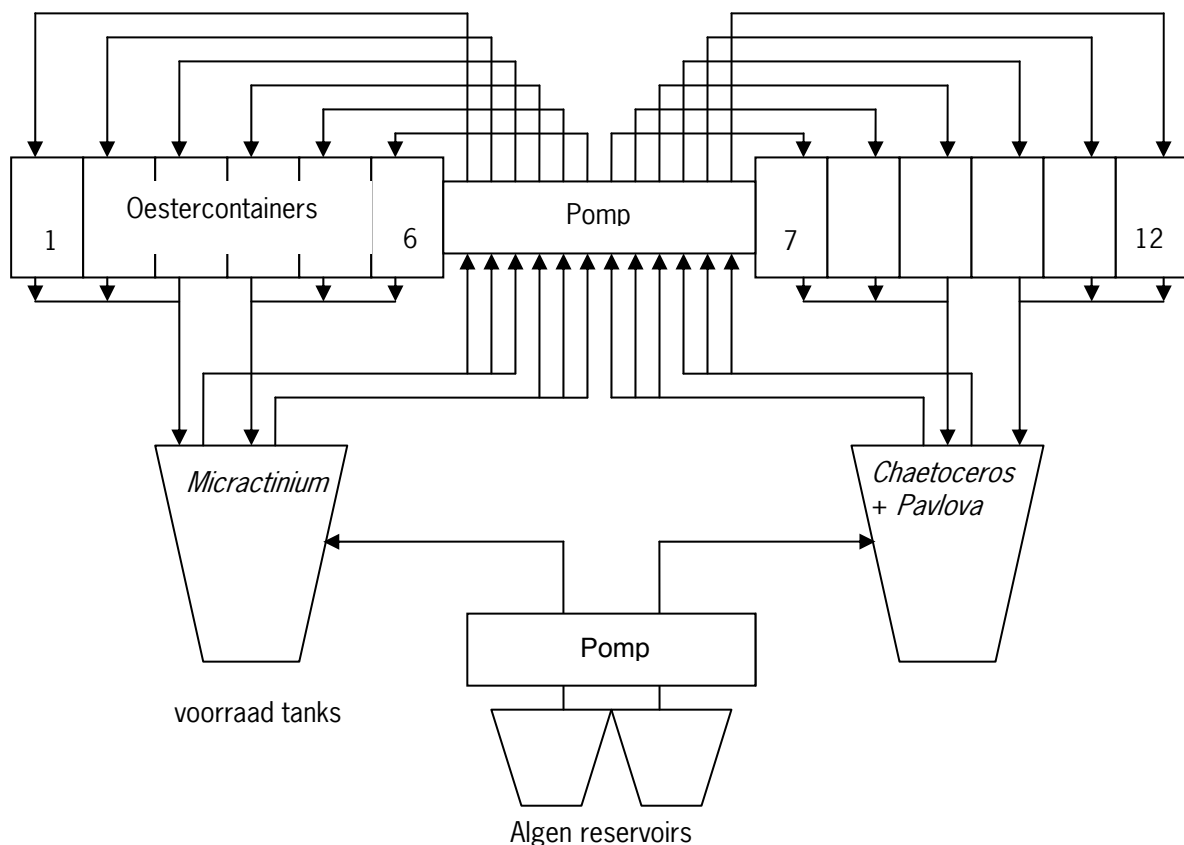 Oestercontainers
1
6
Pomp
7
12
Micractinium
Chaetoceros
+ Pavlova
Pomp
voorraad tanks
Algen reservoirs